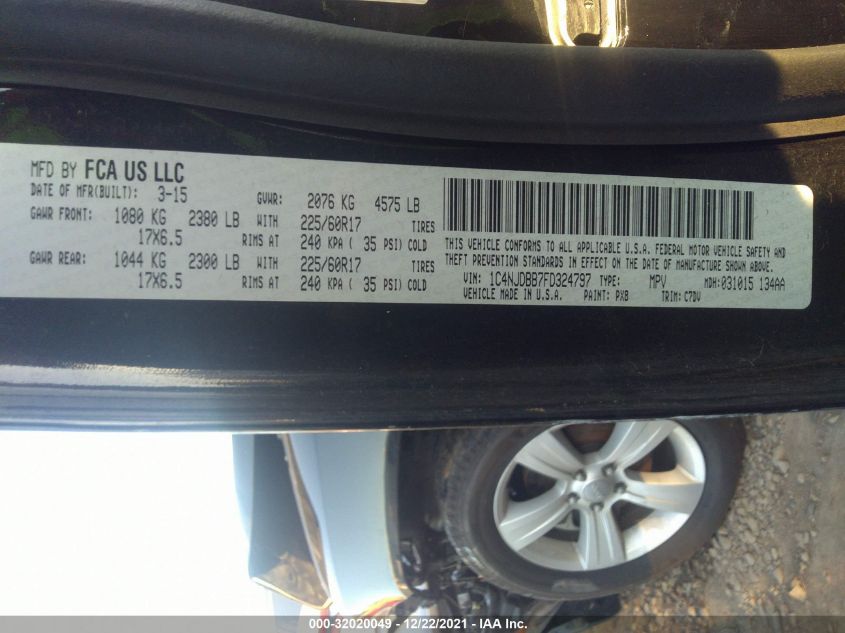 MFD BY FCA US LLC
DATE OF MFR(BUILT): 3-15 GVWR: 2076 KG 4575 LB
GAWR FRONT: 1080 KG 2380 LB WITH 225/60R17 TIRES
17X6.5 RIMS AT 240 KPA ( 35 PSI) COLD
GAWR REAR: 1044 KG 2300 LB WITH 225/60R17 TIRES
17X6.5 RIMS AT 240 KPA ( 35 PSI) COLD
THIS VEHICLE CONFORMS TO ALL APPLICABLE U.S.A. FEDERAL MOTOR VEHICLE SAFETY AND
THEFT PREVENTION STANDARDS IN EFFECT ON THE DATE OF MANUFACTURE SHOWN ABOVE.
VIN: 1C4NJDBB7FD324797 TYPE: MPV MDH:031015 134AA
VEHICLE MADE IN U.S.A. PAINT: PXB TRIM: C7DV
000-32020049 - 12/22/2021 - IAA Inc.